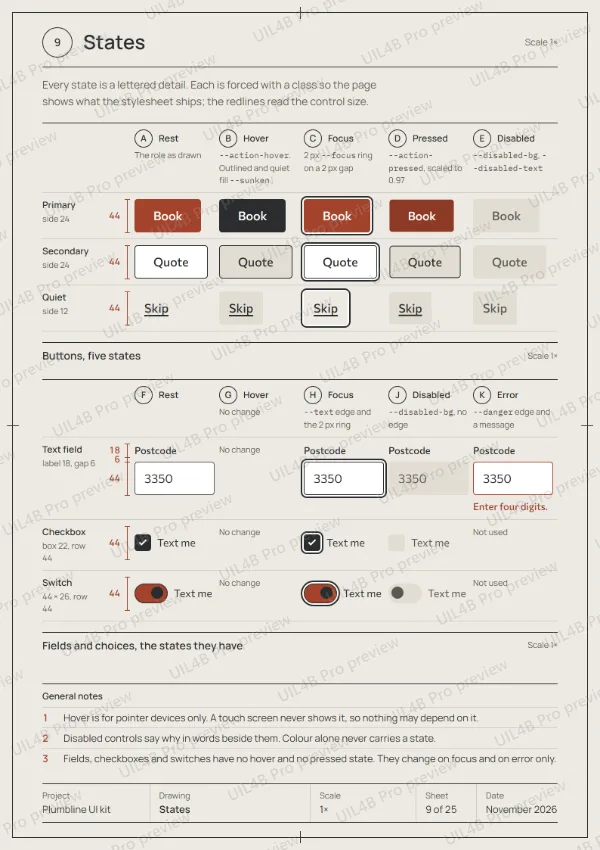 9 States Scale 1×
Every state is a lettered detail. Each is forced with a class so the page
shows what the stylesheet ships; the redlines read the control size.
A Rest B Hover C Focus D Pressed E Disabled
The role as drawn --action-hover. 2 px --focus ring --action- --disabled-bg, -
Outlined and quiet on a 2 px gap pressed, scaled to -disabled-text
fill --sunken 0.97
Primary
side 24 44 Book Book Book Book Book
Secondary
side 24 44 Quote Quote Quote Quote Quote
Quiet
side 12 44 Skip Skip Skip Skip Skip
Buttons, five states Scale 1×
F Rest G Hover H Focus J Disabled K Error
No change --text edge and --disabled-bg, no --danger edge and
the 2 px ring edge a message
Text field 18 Postcode No change Postcode Postcode Postcode
label 18, gap 6 6
44 3350 3350 3350 3350
Enter four digits.
Checkbox No change Not used
box 22, row 44 Text me Text me Text me
44
Switch No change Not used
44 × 26, row 44 Text me Text me Text me
44
Fields and choices, the states they have Scale 1×
General notes
1 Hover is for pointer devices only. A touch screen never shows it, so nothing may depend on it.
2 Disabled controls say why in words beside them. Colour alone never carries a state.
3 Fields, checkboxes and switches have no hover and no pressed state. They change on focus and on error only.
Project Drawing Scale Sheet Date
Plumbline UI kit States 1× 9 of 25 November 2026
UIL4B Pro preview